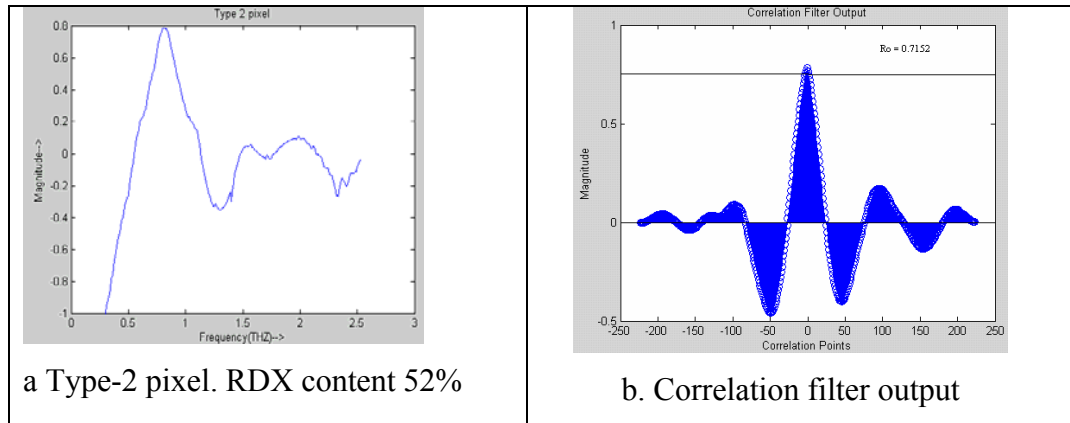 Type 2 pixel
0.8
0.6
0.4
0.2
0
-0.2
-0.4
-0.6
-0.8
-1
Magnitude-->
0 0.5 1 1.5 2 2.5 3
Frequency(THZ)-->
a Type-2 pixel. RDX content 52%
Correlation Filter Output
Ro = 0.7152
1
0.5
0
-0.5
Magnitude
-250 -200 -150 -100 -50 0 50 100 150 200 250
Correlation Points
b. Correlation filter output